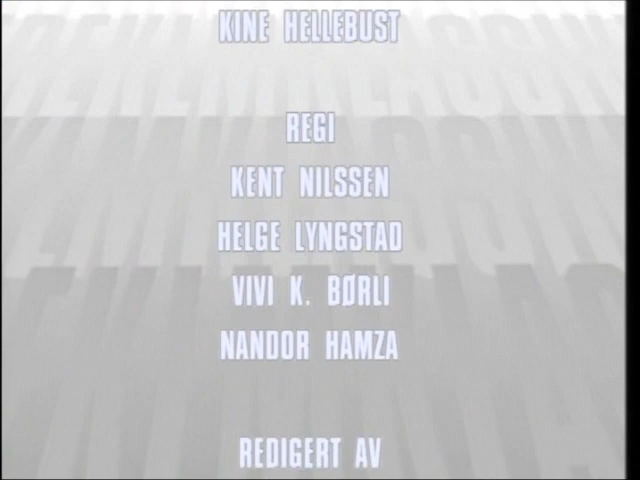 KINE HELLEBUST
REGI
KENT NILSSEN
HELGE LYNGSTAD
VIVI K. BØRLI
NANDOR HAMZA
REDIGERT AV